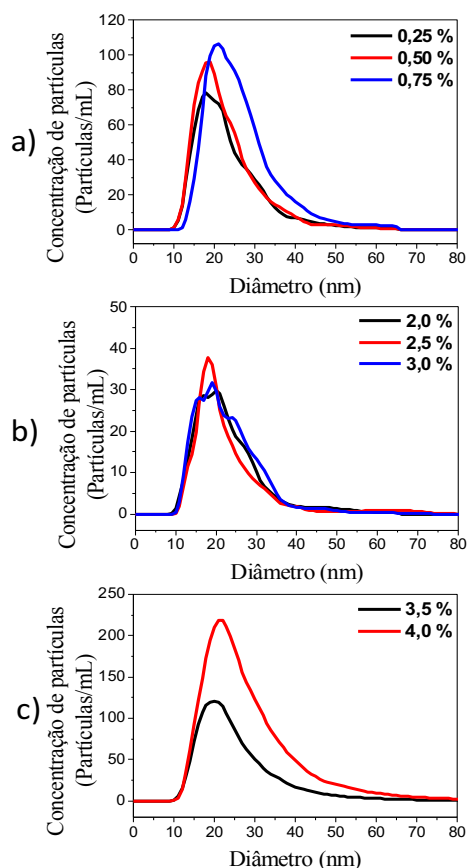 a)
Concentração de partículas
(Partículas/mL)
120
100
80
60
40
20
0
0,25 %
0,50 %
0,75 %
0 10 20 30 40 50 60 70 80
Diâmetro (nm)
b)
Concentração de partículas
(Partículas/mL)
50
40
30
20
10
0
2,0 %
2,5 %
3,0 %
0 10 20 30 40 50 60 70 80
Diâmetro (nm)
c)
Concentração de partículas
(Partículas/mL)
250
200
150
100
50
0
3,5 %
4,0 %
0 10 20 30 40 50 60 70 80
Diâmetro (nm)